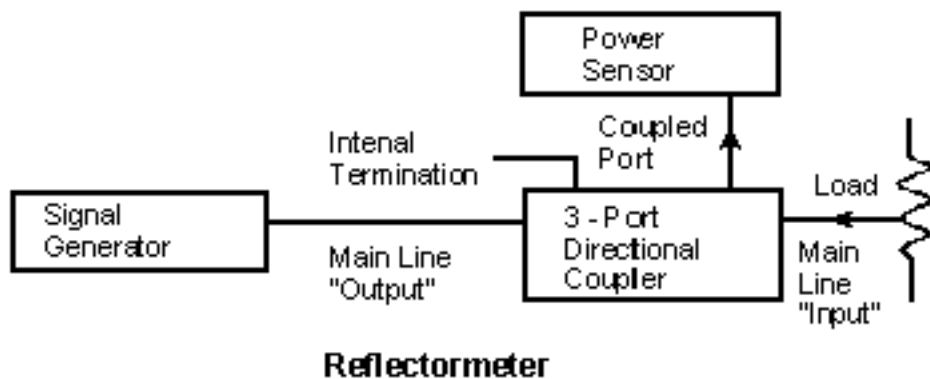 Power
Sensor
Intenal
Termination
Coupled
Port
Load
Signal
Generator
3 - Port
Directional
Coupler
Main Line
"Output"
Main
Line
"Input"
Reflectormeter